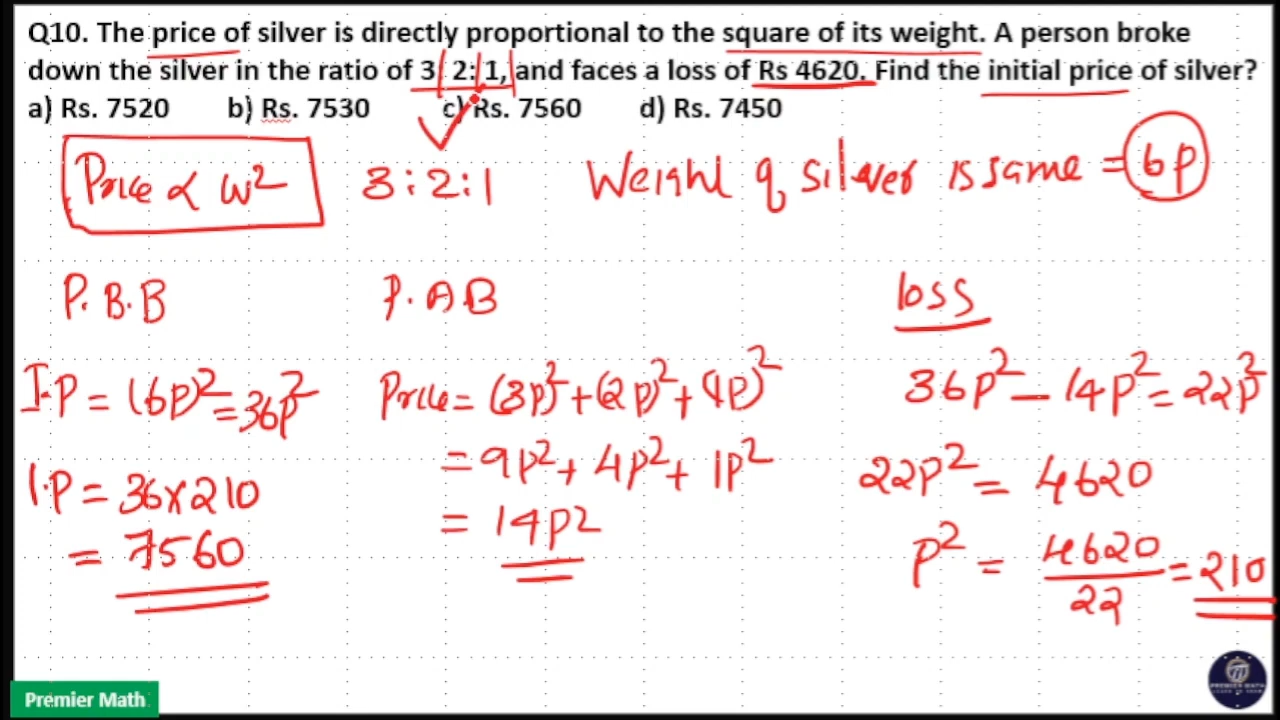 Q10. The price of silver is directly proportional to the square of its weight. A person broke
down the silver in the ratio of 3: 2: 1, and faces a loss of Rs 4620. Find the initial price of silver?
a) Rs. 7520 b) Rs. 7530 c) Rs. 7560 d) Rs. 7450
Price ∝ w² 3 : 2 : 1 Weight of silver is same = 6p
P. B. B P. A B loss
I.P = (6p)² = 36p² Price = (3p)² + (2p)² + (1p)² 36p² - 14p² = 22p²
= 9p² + 4p² + 1p² 22p² = 4620
I.P = 36 x 210 = 14p2
= 7560 p² = 4620/22 = 210
Premier Math
PREMIER MATH